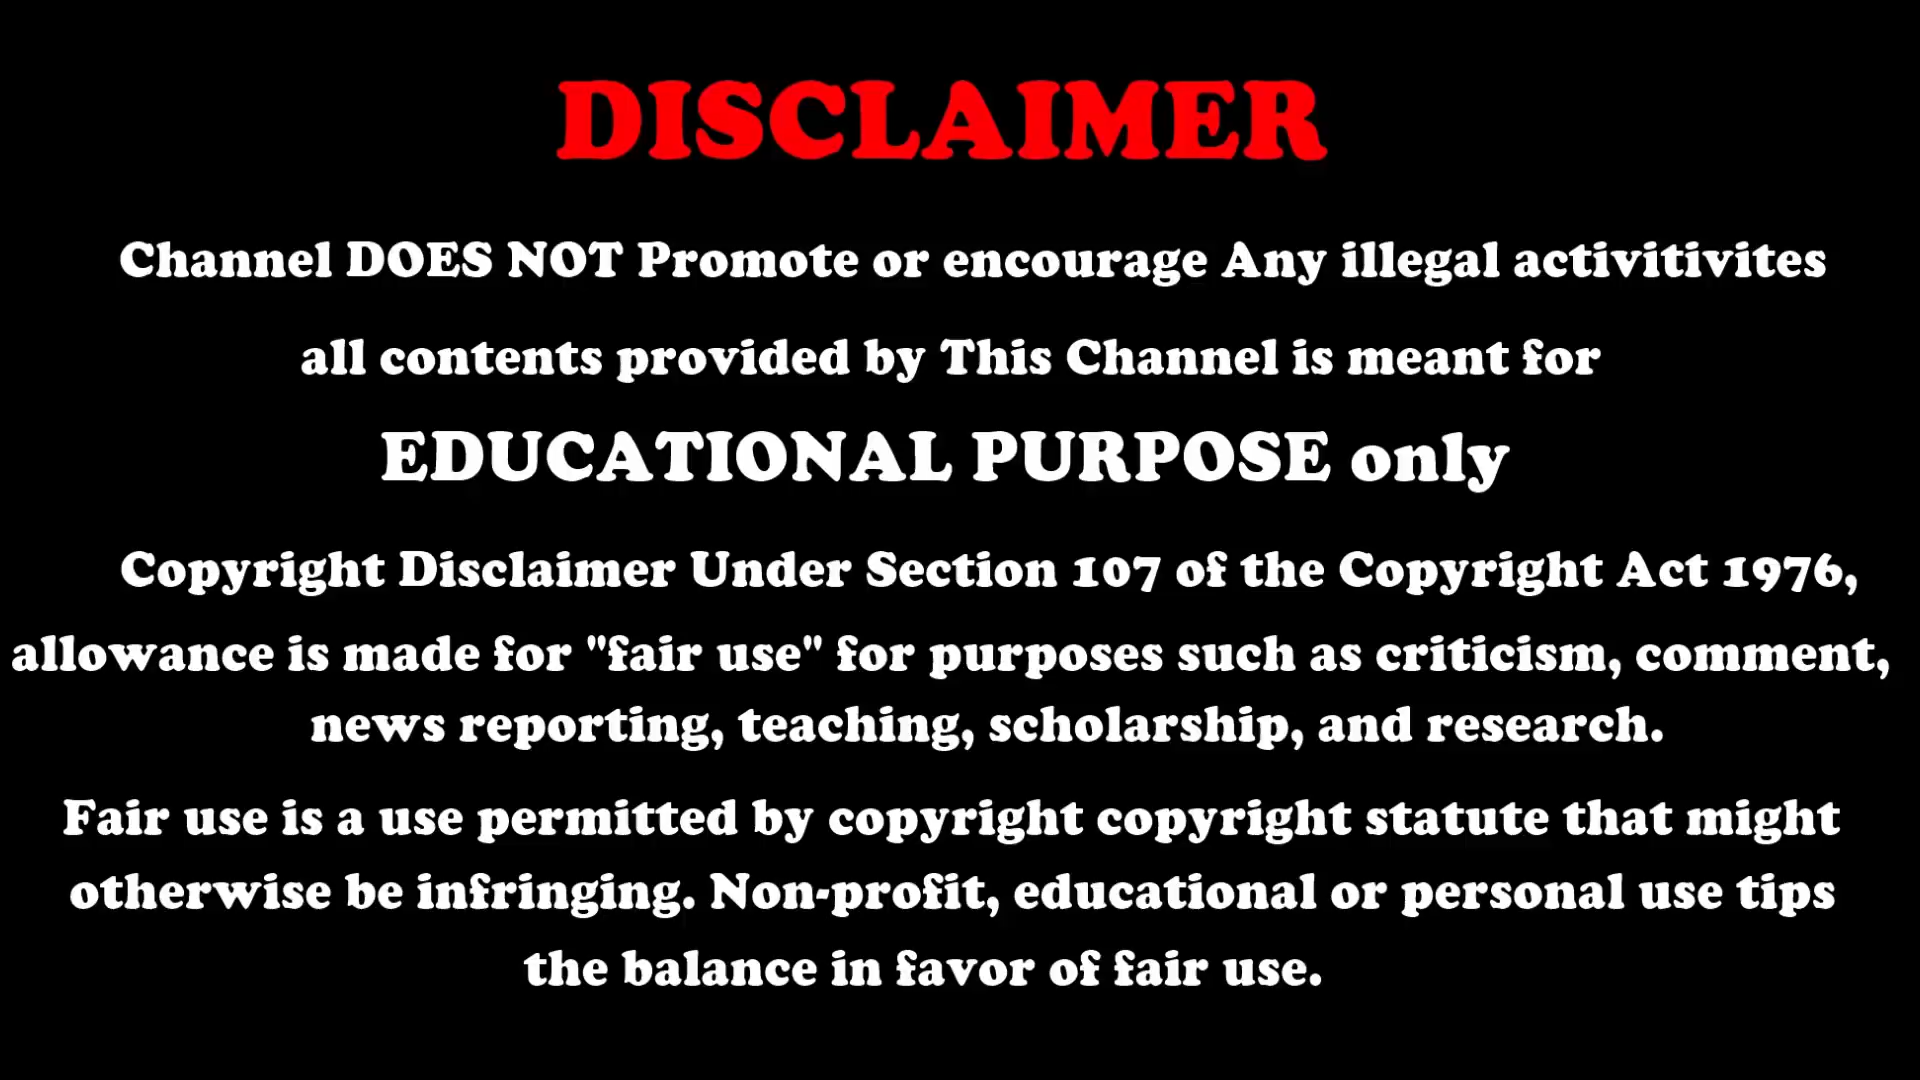 DISCLAIMER
Channel DOES NOT Promote or encourage Any illegal activitivites
all contents provided by This Channel is meant for
EDUCATIONAL PURPOSE only
Copyright Disclaimer Under Section 107 of the Copyright Act 1976,
allowance is made for "fair use" for purposes such as criticism, comment,
news reporting, teaching, scholarship, and research.
Fair use is a use permitted by copyright copyright statute that might
otherwise be infringing. Non-profit, educational or personal use tips
the balance in favor of fair use.